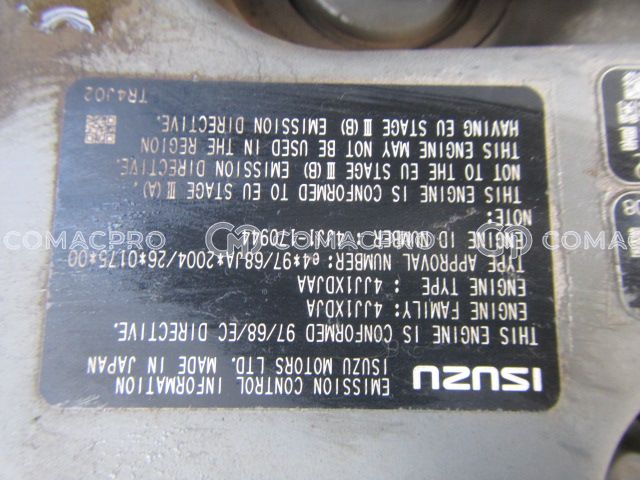 ISUZU
EMISSION CONTROL INFORMATION
ISUZU MOTORS LTD. MADE IN JAPAN
THIS ENGINE IS CONFORMED 97/68/EC DIRECTIVE.
ENGINE FAMILY: 4JJ1XDJA
ENGINE TYPE : 4JJ1XDJAA
TYPE APPROVAL NUMBER: e4*97/68JA*2004/26*0175*00
ENGINE ID NUMBER :
NOTE:
THIS ENGINE IS CONFORMED TO EU STAGE Ⅲ (A),
NOT TO THE EU STAGE Ⅲ (B) EMISSION DIRECTIVE.
THIS ENGINE MAY NOT BE USED IN THE REGION
HAVING EU STAGE Ⅲ (B) EMISSION DIRECTIVE.
TR4J02
COMACPRO COMACPRO COMACPRO